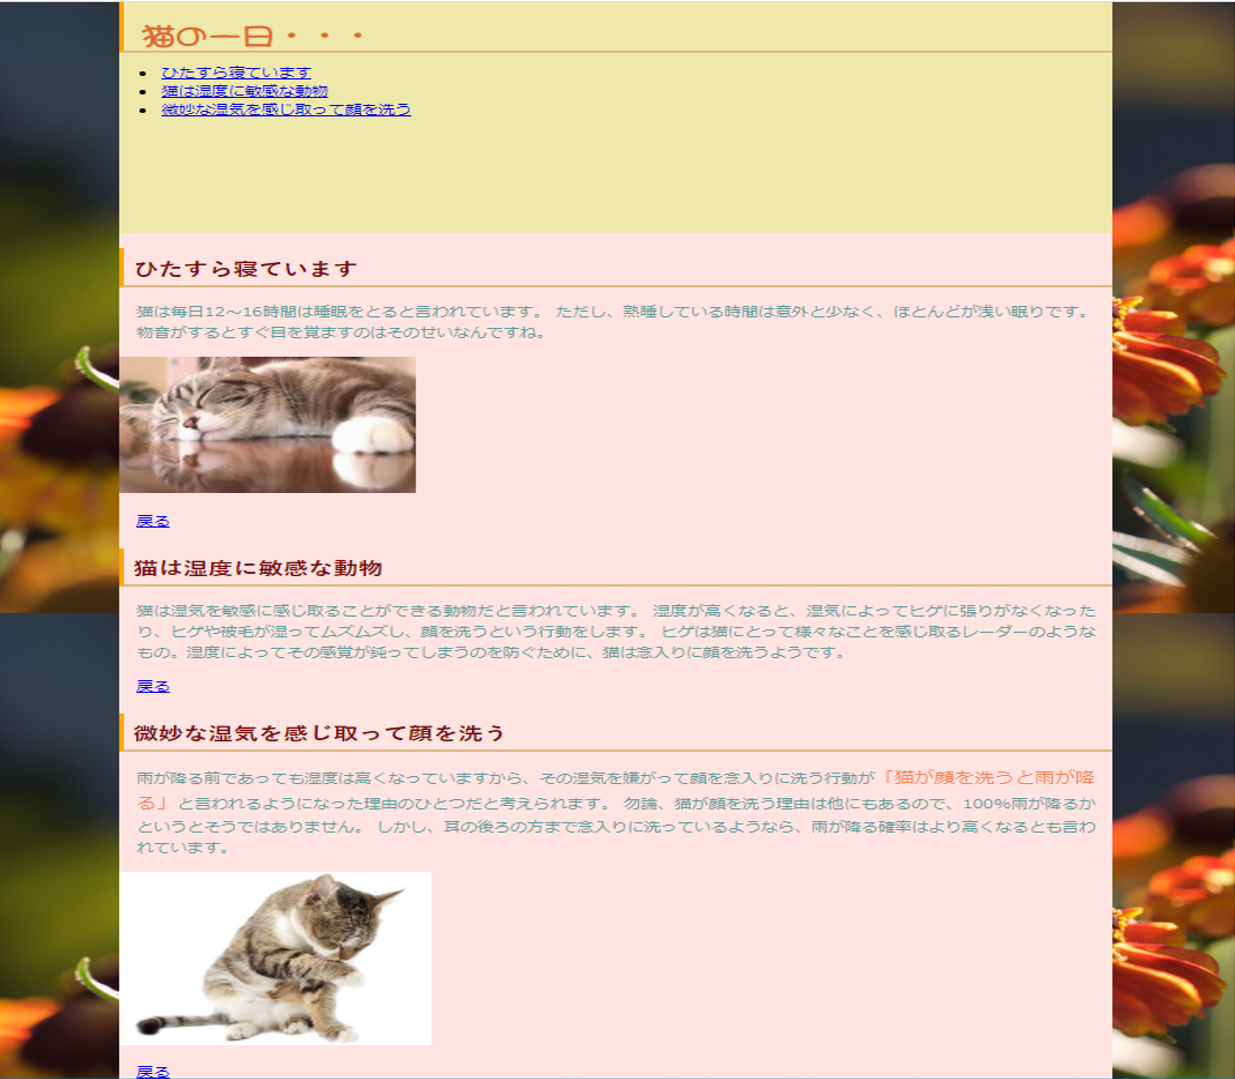 猫の一日・・・
ひたすら寝ています
猫は湿度に敏感な動物
微妙な湿気を感じ取って顔を洗う
ひたすら寝ています
猫は毎日12～16時間は睡眠をとると言われています。 ただし、熟睡している時間は意外と少なく、ほとんどが浅い眠りです。
物音がするとすぐ目を覚ますのはそのせいなんですね。
戻る
猫は湿度に敏感な動物
猫は湿気を敏感に感じ取ることができる動物だと言われています。 湿度が高くなると、湿気によってヒゲに張りがなくなった
り、ヒゲや被毛が湿ってムズムズし、顔を洗うという行動をします。 ヒゲは猫にとって様々なことを感じ取るレーダーのような
もの。湿度によってその感覚が鈍ってしまうのを防ぐために、猫は念入りに顔を洗うようです。
戻る
微妙な湿気を感じ取って顔を洗う
雨が降る前であっても湿度は高くなっていますから、その湿気を嫌がって顔を念入りに洗う行動が「猫が顔を洗うと雨が降
る」と言われるようになった理由のひとつだと考えられます。 勿論、猫が顔を洗う理由は他にもあるので、100%雨が降るか
というとそうではありません。 しかし、耳の後ろの方まで念入りに洗っているようなら、雨が降る確率はより高くなるとも言わ
れています。
戻る